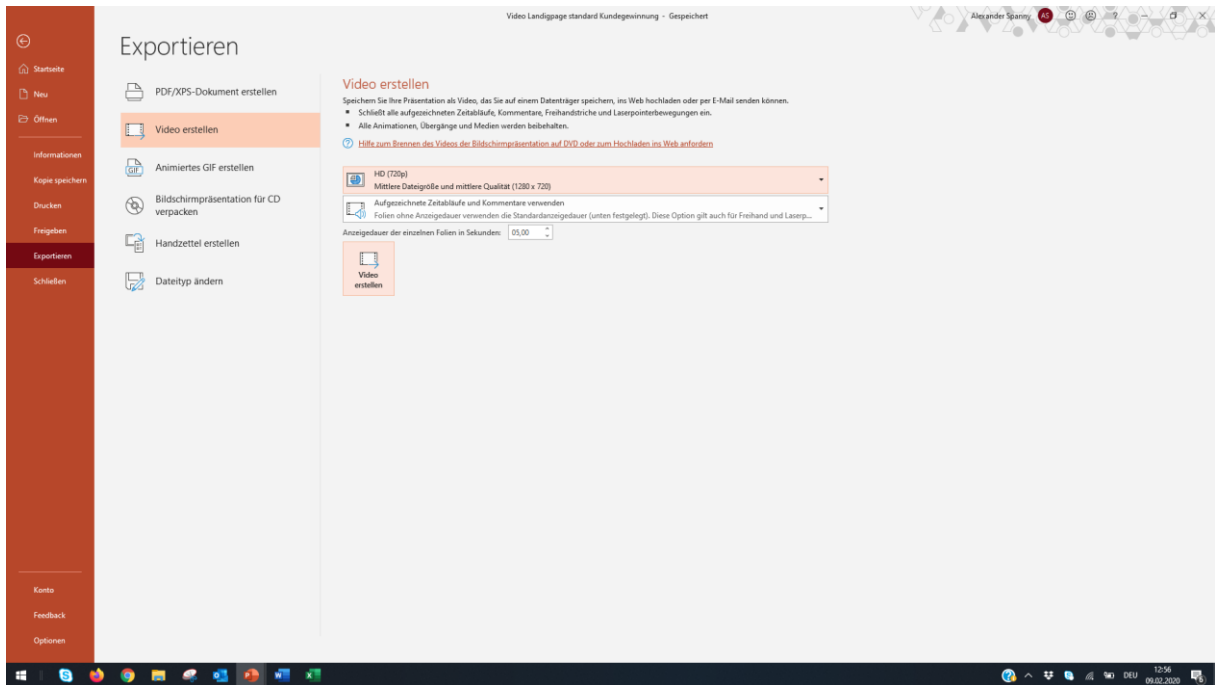 Video Landigpage standard Kundegewinnung - Gespeichert
Alexander Spanny
AS
?
Startseite
Neu
Öffnen
Informationen
Kopie speichern
Drucken
Freigeben
Exportieren
Schließen
Konto
Feedback
Optionen
Exportieren
PDF/XPS-Dokument erstellen
Video erstellen
GIF
Animiertes GIF erstellen
Bildschirmpräsentation für CD
verpacken
Handzettel erstellen
Dateityp ändern
Video erstellen
Speichern Sie Ihre Präsentation als Video, das Sie auf einem Datenträger speichern, ins Web hochladen oder per E-Mail senden können.
Schließt alle aufgezeichneten Zeitabläufe, Kommentare, Freihandstriche und Laserpointerbewegungen ein.
Alle Animationen, Übergänge und Medien werden beibehalten.
Hilfe zum Brennen des Videos der Bildschirmpräsentation auf DVD oder zum Hochladen ins Web anfordern
HD (720p)
Mittlere Dateigröße und mittlere Qualität (1280 x 720)
Aufgezeichnete Zeitabläufe und Kommentare verwenden
Folien ohne Anzeigedauer verwenden die Standardanzeigedauer (unten festgelegt). Diese Option gilt auch für Freihand und Laserp...
Anzeigedauer der einzelnen Folien in Sekunden: 05,00
Video
erstellen
DEU
12:56
09.02.2020